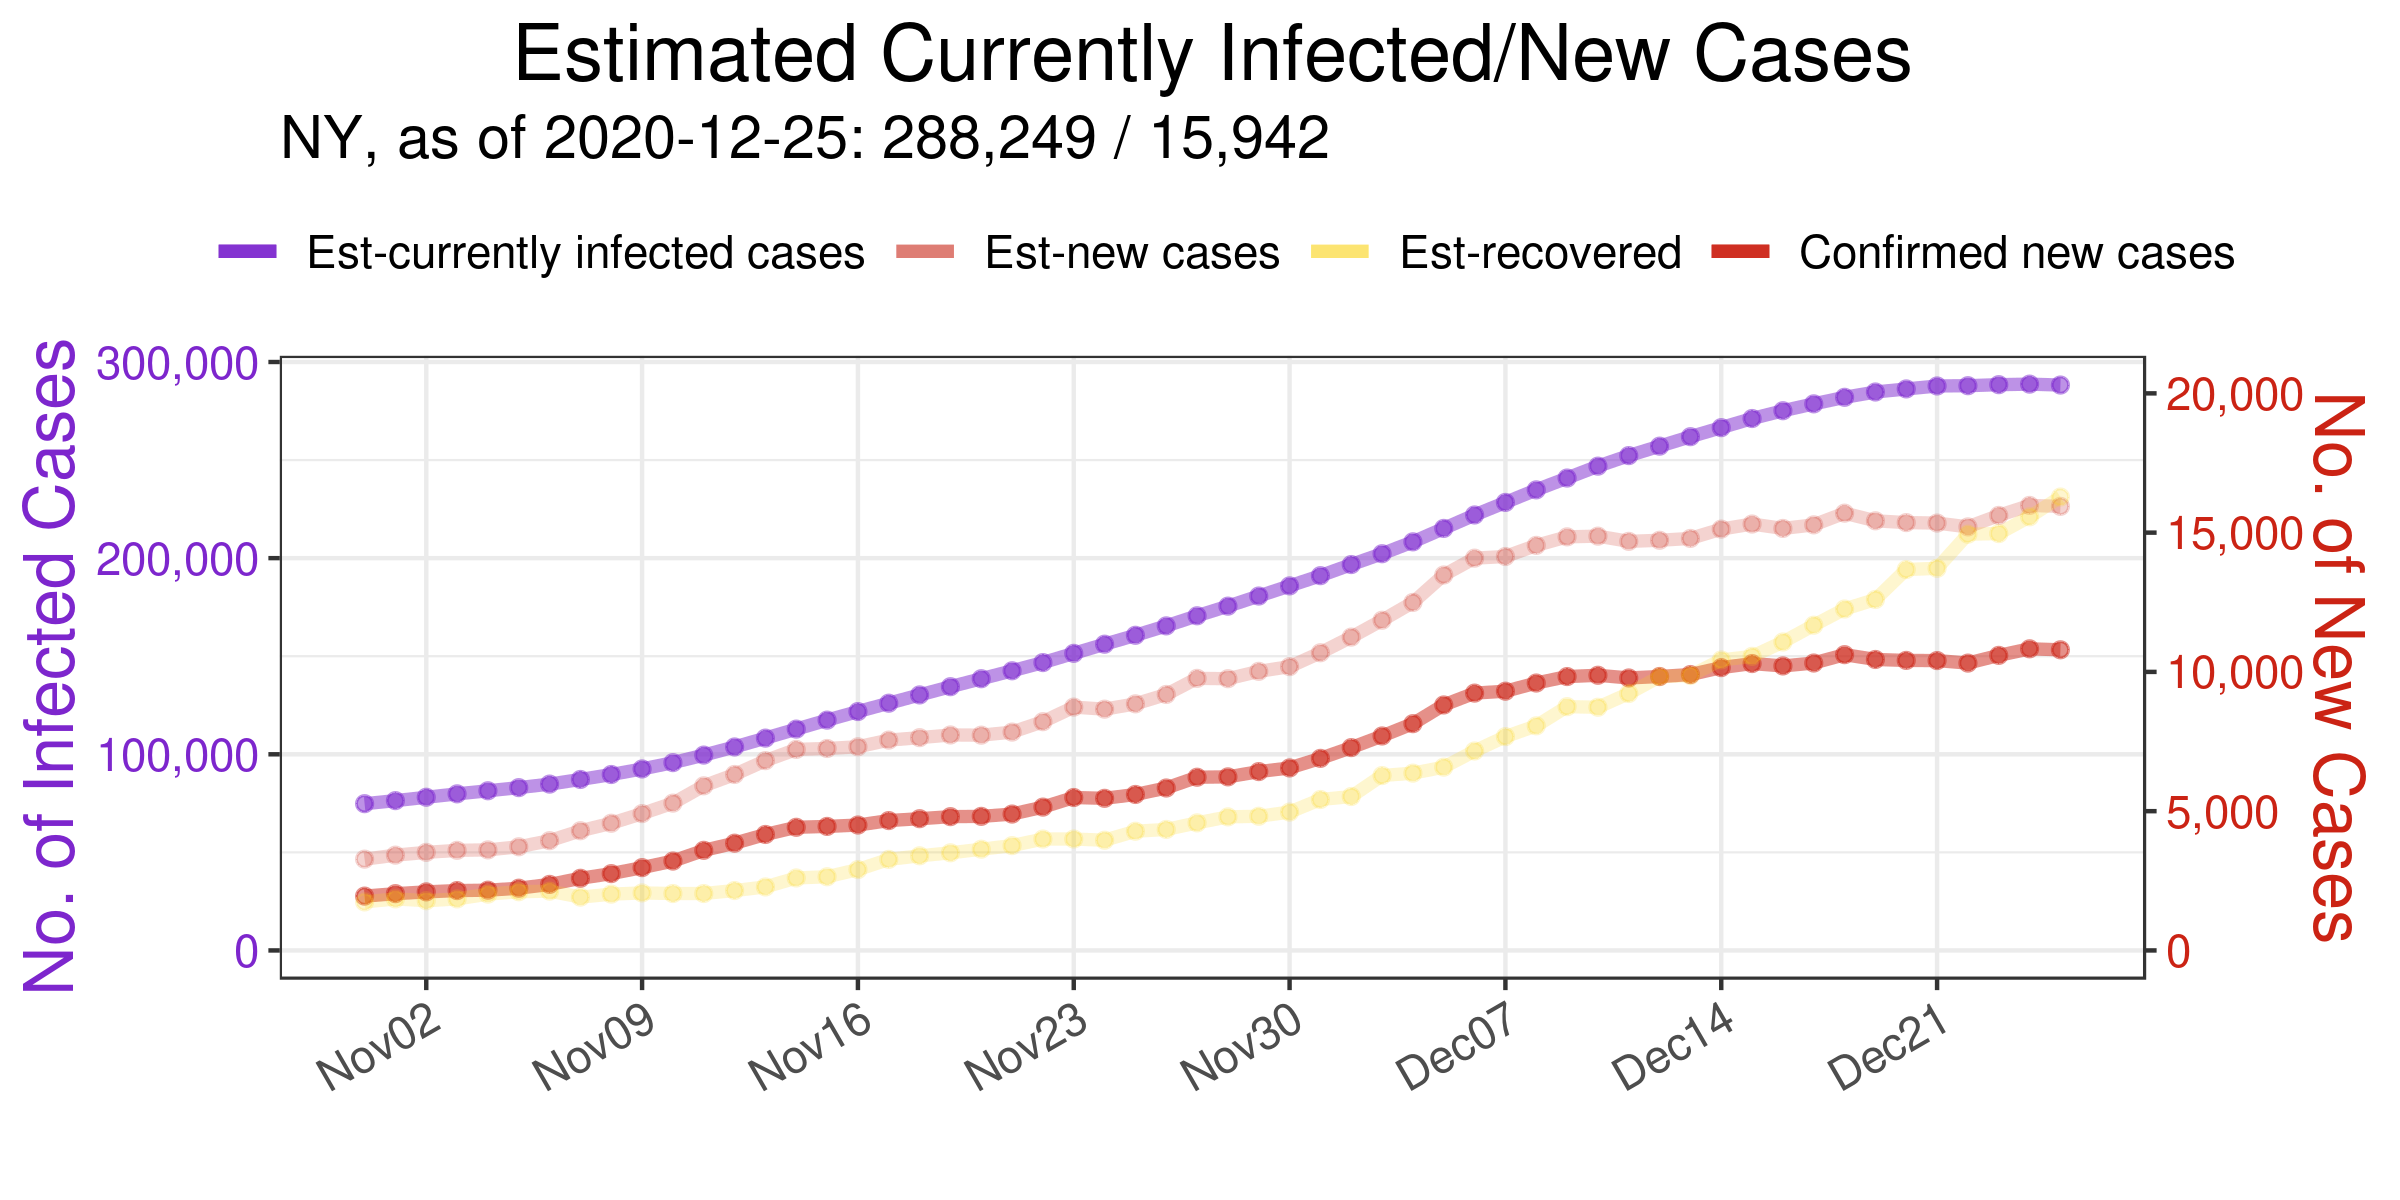 Estimated Currently Infected/New Cases
NY, as of 2020-12-25: 288,249 / 15,942
Est-currently infected cases Est-new cases Est-recovered Confirmed new cases
No. of Infected Cases
300,000
200,000
100,000
0
20,000
15,000
10,000
5,000
0
No. of New Cases
Nov02 Nov09 Nov16 Nov23 Nov30 Dec07 Dec14 Dec21